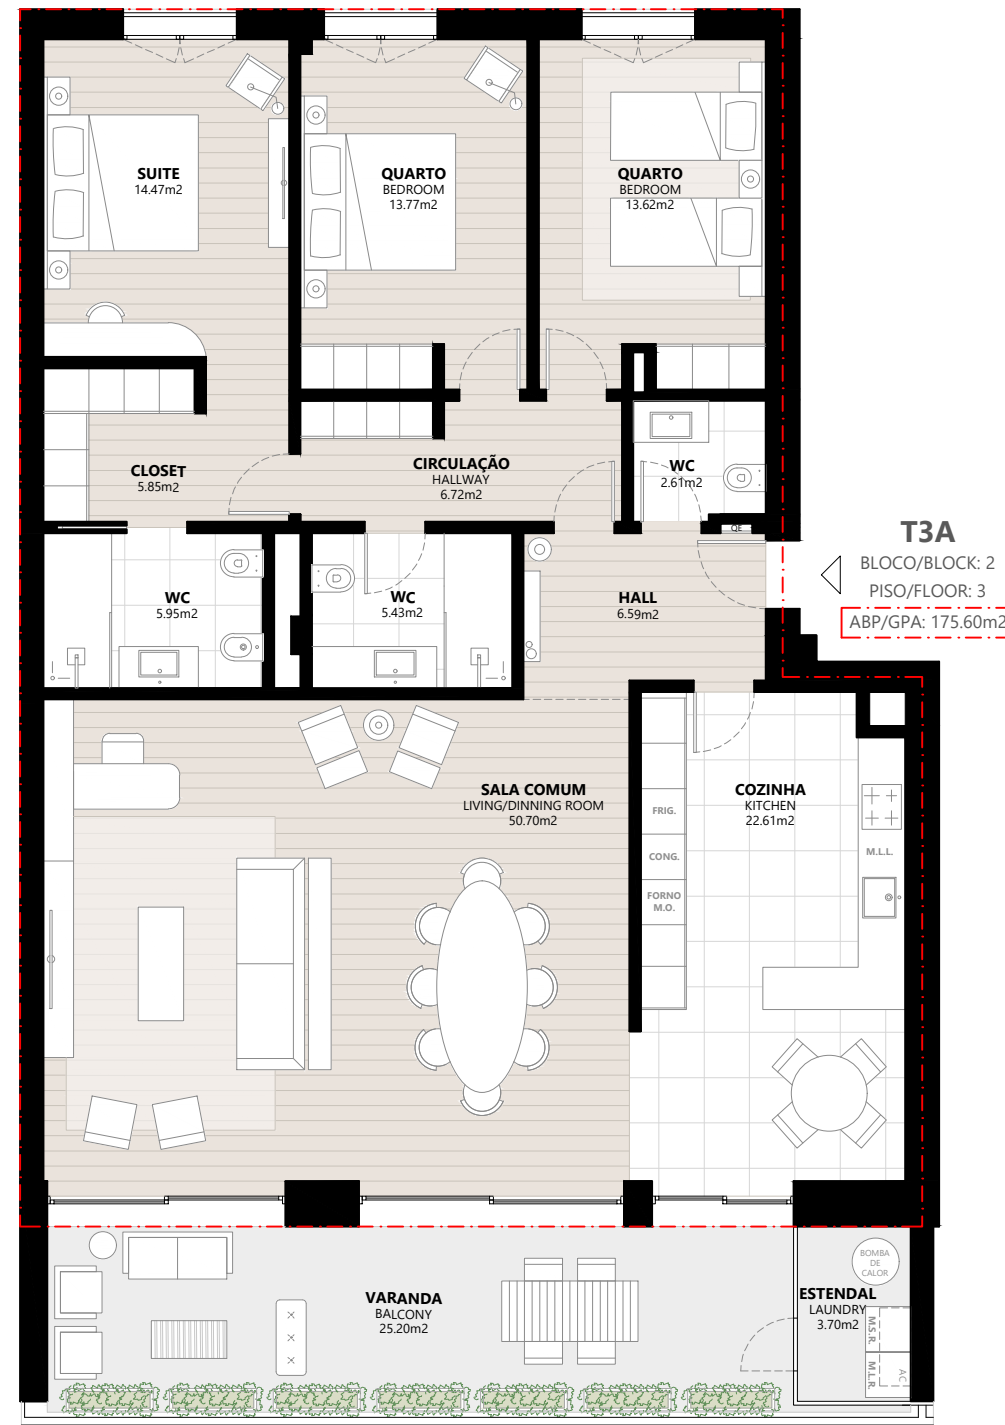 SUITE
14.47m2
QUARTO
BEDROOM
13.77m2
QUARTO
BEDROOM
13.62m2
CLOSET
5.85m2
CIRCULAÇÃO
HALLWAY
6.72m2
WC
2.61m2
QE
T3A
BLOCO/BLOCK: 2
PISO/FLOOR: 3
ABP/GPA: 175.60m2
WC
5.95m2
WC
5.43m2
HALL
6.59m2
SALA COMUM
LIVING/DINNING ROOM
50.70m2
COZINHA
KITCHEN
22.61m2
FRIG.
CONG.
FORNO
M.O.
M.L.L.
VARANDA
BALCONY
25.20m2
BOMBA
DE
CALOR
ESTENDAL
LAUNDRY
3.70m2
M.S.R.
M.L.R.
AC